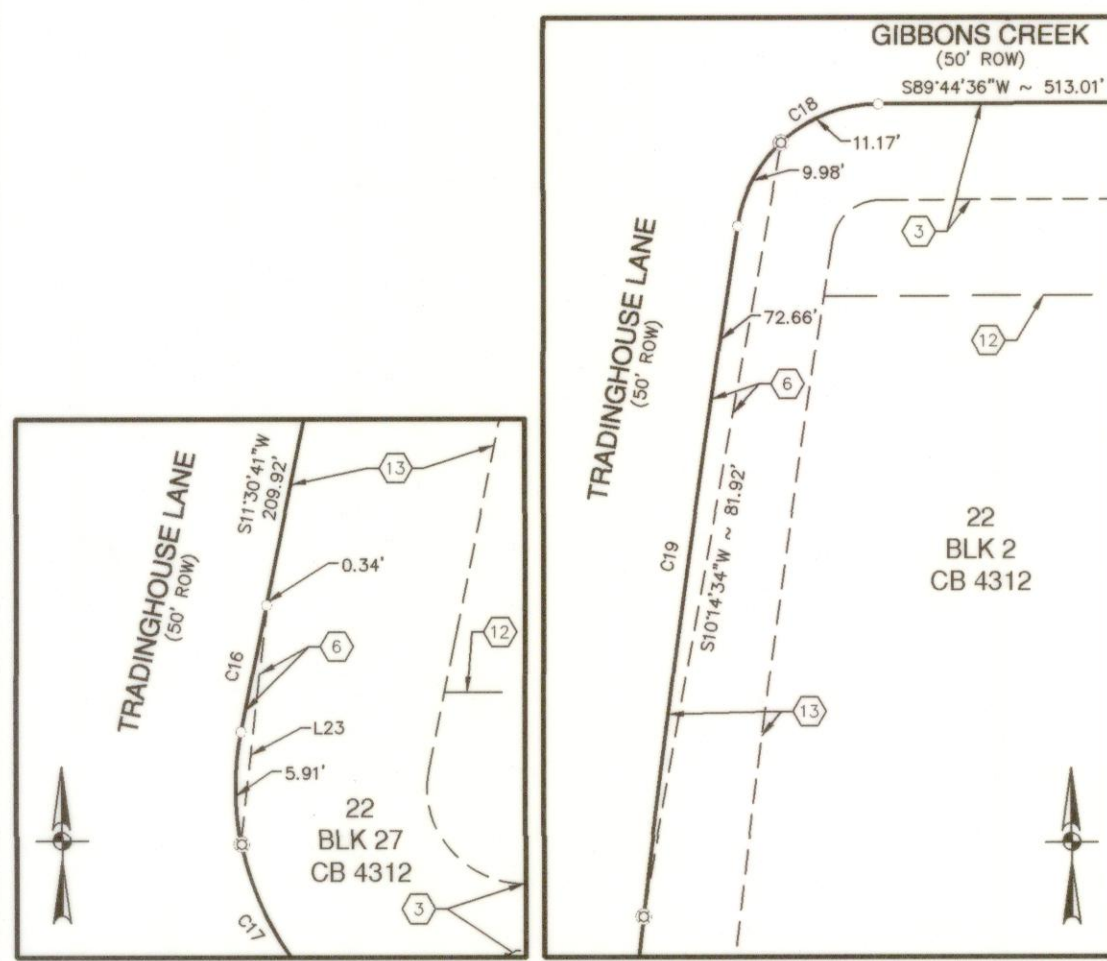 GIBBONS CREEK
(50' ROW)
S89°44'36"W ~ 513.01'
C18
11.17'
9.98'
3
TRADINGHOUSE LANE
(50' ROW)
72.66'
12
6
S10°14'34"W ~ 81.92'
C19
22
BLK 2
CB 4312
13
S11°30'41"W
209.92'
13
TRADINGHOUSE LANE
(50' ROW)
0.34'
12
6
C16
L23
5.91'
22
BLK 27
CB 4312
3
C17